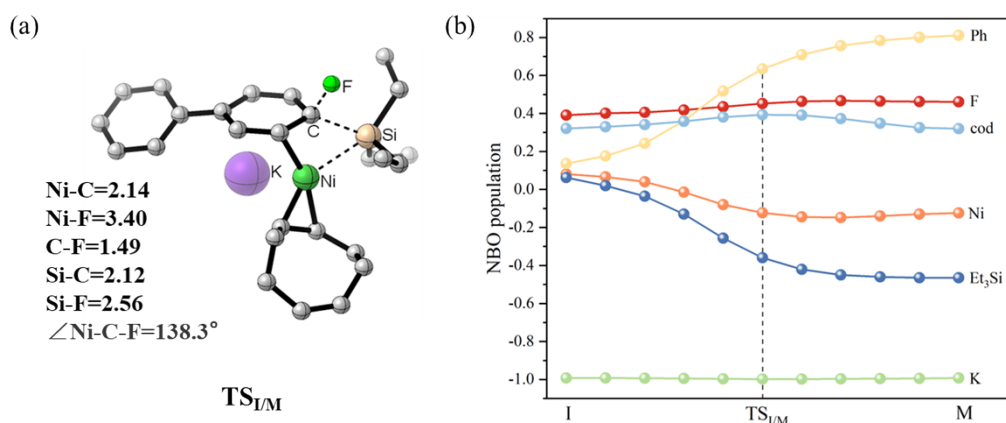 (a)
F
C
Si
K
Ni
Ni-C=2.14
Ni-F=3.40
C-F=1.49
Si-C=2.12
Si-F=2.56
∠Ni-C-F=138.3°
TS_I/M
(b)
NBO population
0.8
0.6
0.4
0.2
0.0
-0.2
-0.4
-0.6
-0.8
-1.0
Ph
F
cod
Ni
Et₃Si
K
I
TS_I/M
M